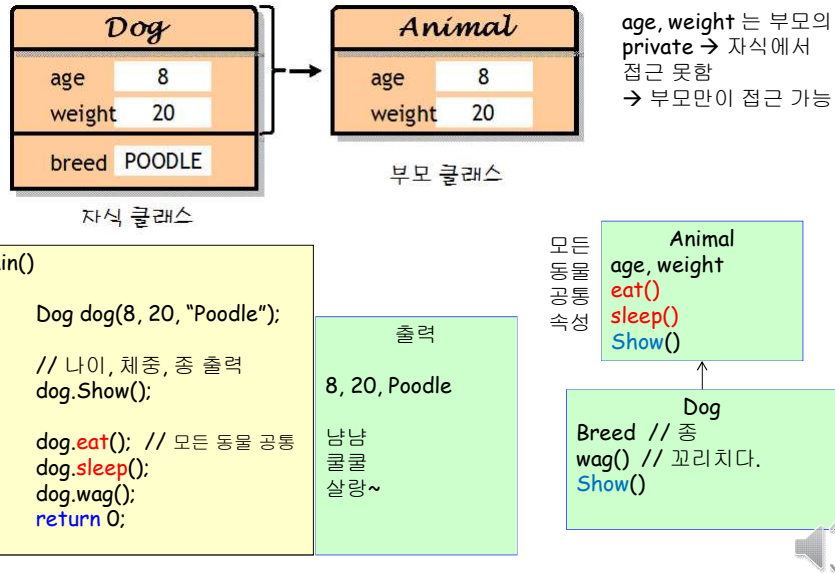 Dog
age 8
weight 20
breed POODLE
자식 클래스
Animal
age 8
weight 20
부모 클래스
age, weight 는 부모의
private → 자식에서
접근 못함
→ 부모만이 접근 가능
in()
Dog dog(8, 20, “Poodle”);
// 나이, 체중, 종 출력
dog.Show();
dog.eat(); // 모든 동물 공통
dog.sleep();
dog.wag();
return 0;
출력
8, 20, Poodle
냠냠
쿨쿨
살랑~
모든
동물
공통
속성
Animal
age, weight
eat()
sleep()
Show()
Dog
Breed // 종
wag() // 꼬리치다.
Show()